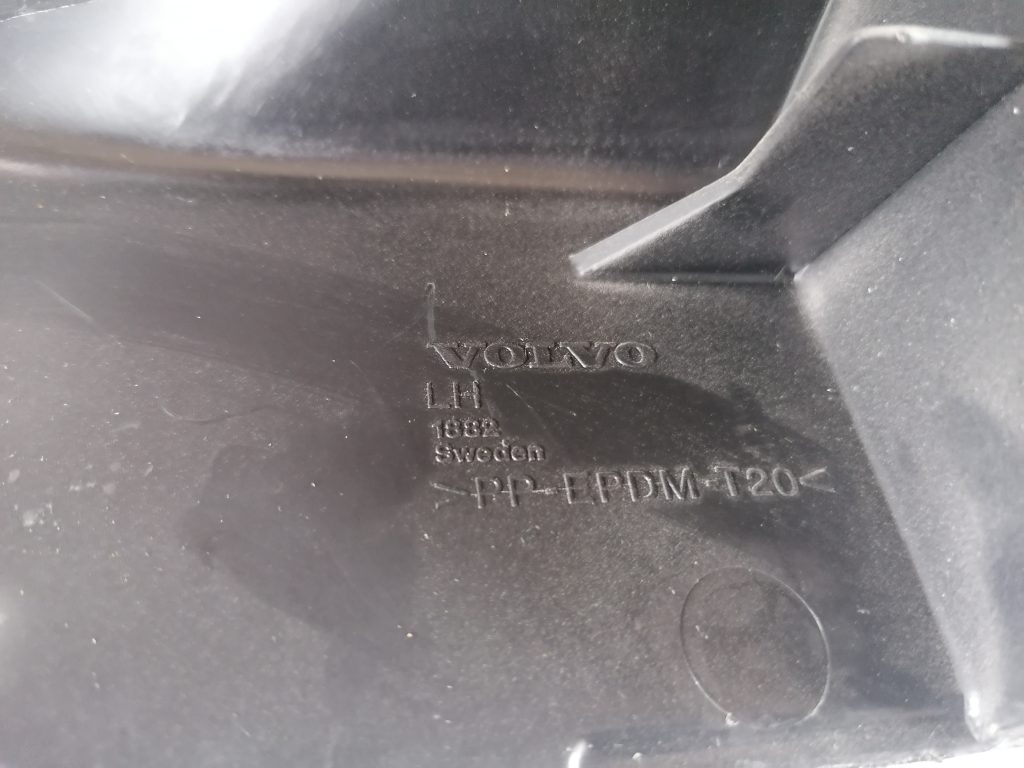 VOLVO
LH
1882
Sweden
>PP-EPDM-T20<